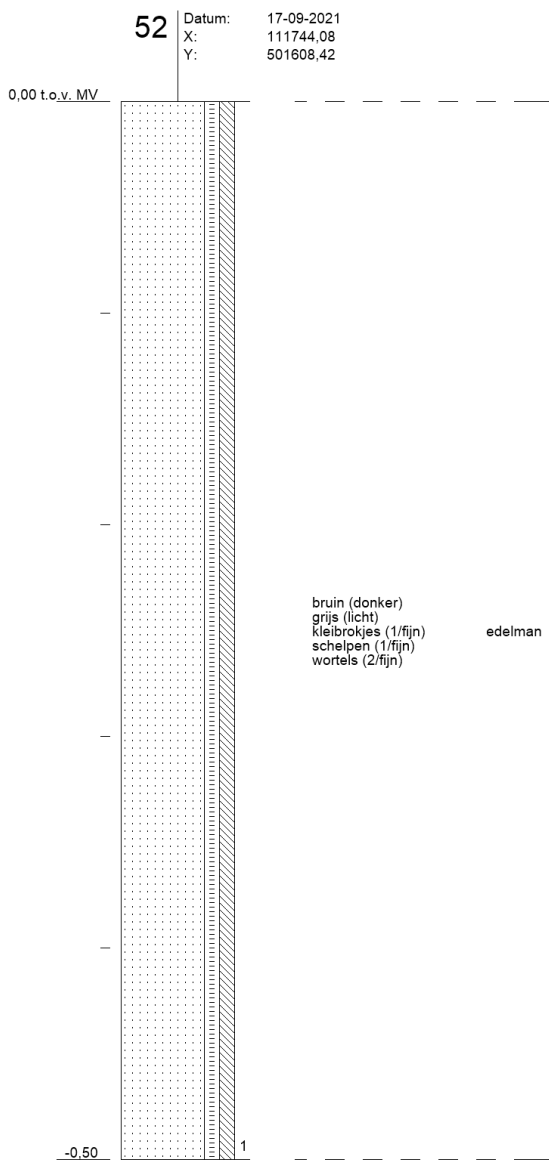 52
Datum: 17-09-2021
X: 111744,08
Y: 501608,42
0,00 t.o.v. MV
bruin (donker)
grijs (licht)
kleibrokjes (1/fijn) edelman
schelpen (1/fijn)
wortels (2/fijn)
1
-0,50